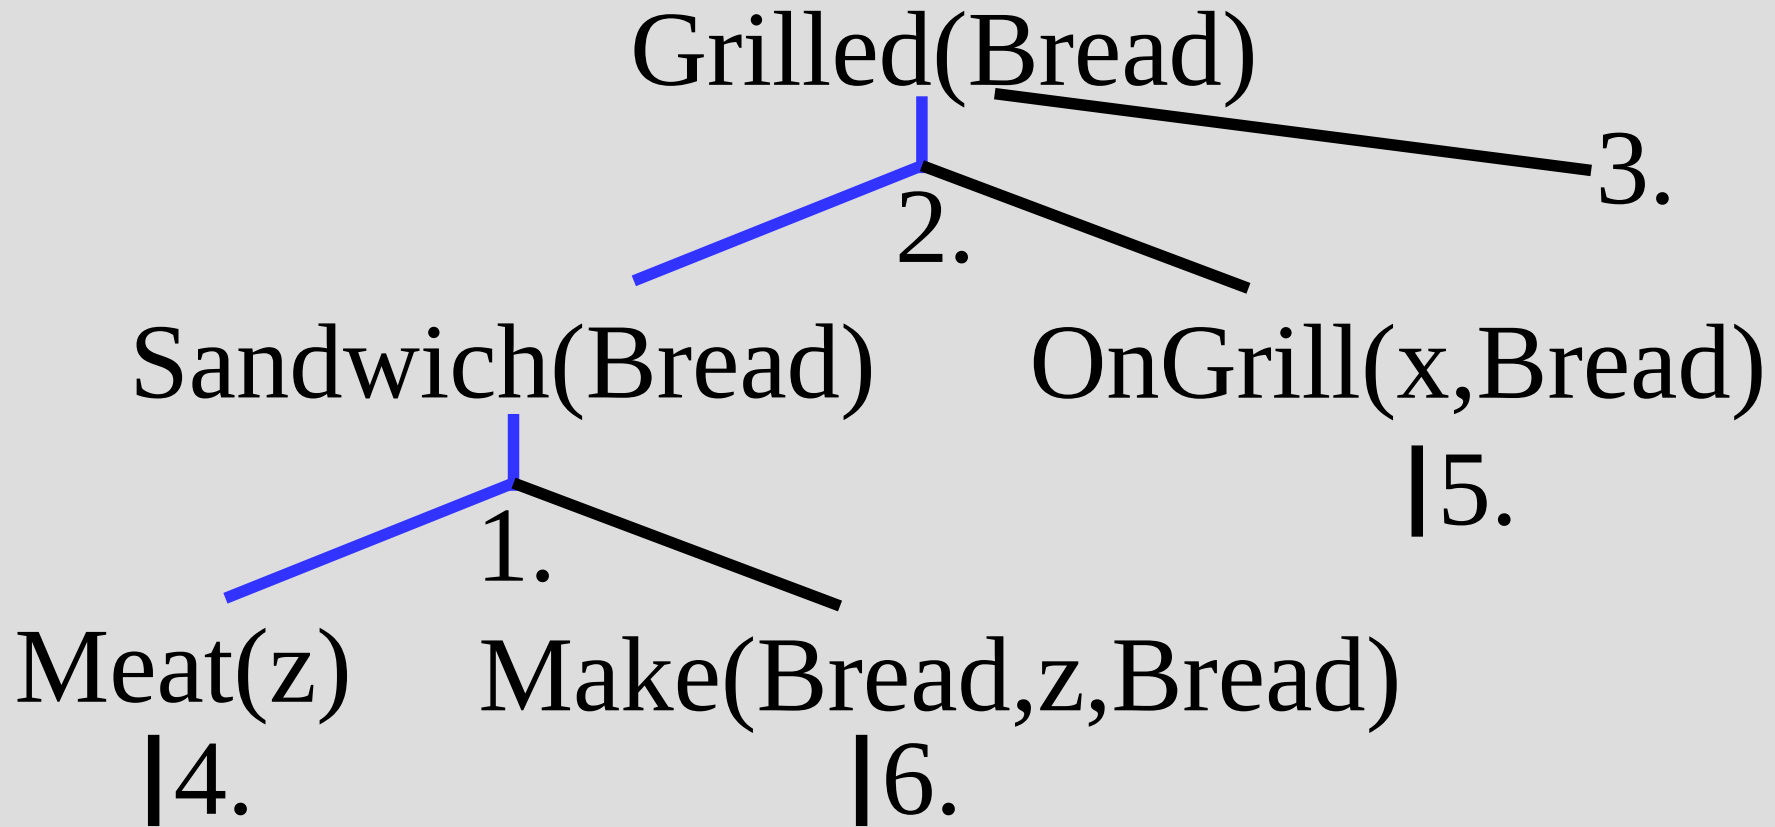 Grilled(Bread)
3.
2.
Sandwich(Bread) OnGrill(x,Bread)
5.
1.
Meat(z) Make(Bread,z,Bread)
4. 6.